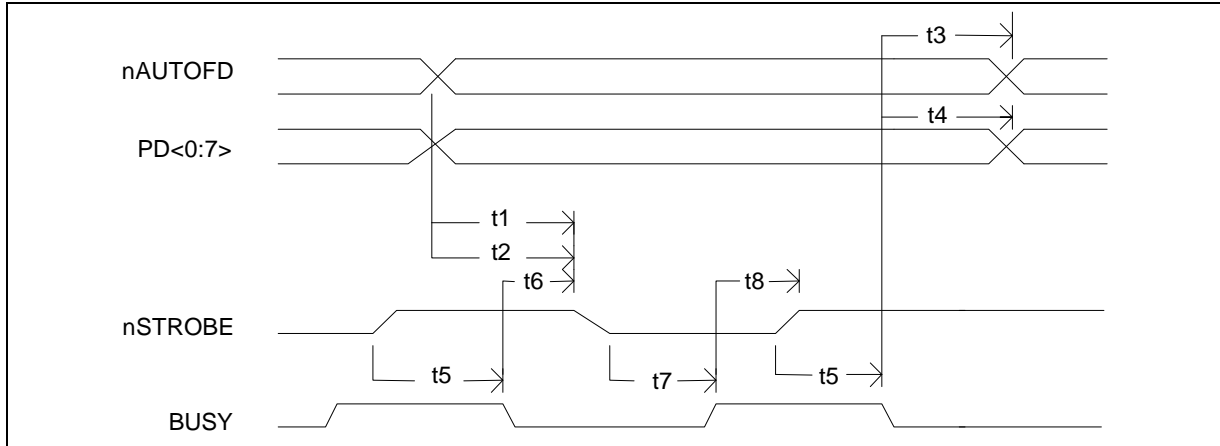 t3
nAUTOFD
t4
PD<0:7>
t1
t2
t6
t8
nSTROBE
t5
t7
t5
BUSY